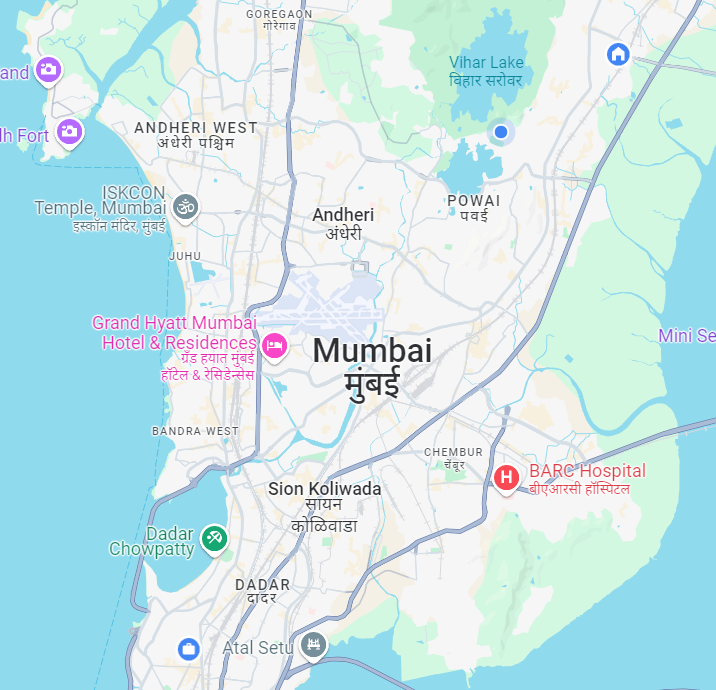 GOREGAON
गोरेगाव
Vihar Lake
विहार सरोवर
and
lh Fort
ANDHERI WEST
अंधेरी पश्चिम
ISKCON
Temple, Mumbai
इस्कॉन मंदिर, मुंबई
Andheri
अंधेरी
POWAI
पवई
JUHU
Grand Hyatt Mumbai
Hotel & Residences
ग्रँड हयात मुंबई
हॉटेल & रेसिडेन्सेस
Mumbai
मुंबई
Mini Se
BANDRA WEST
CHEMBUR
चेंबूर
H
BARC Hospital
बीएआरसी हॉस्पिटल
Sion Koliwada
सायन
कोळिवाडा
Dadar
Chowpatty
DADAR
दादर
Atal Setu